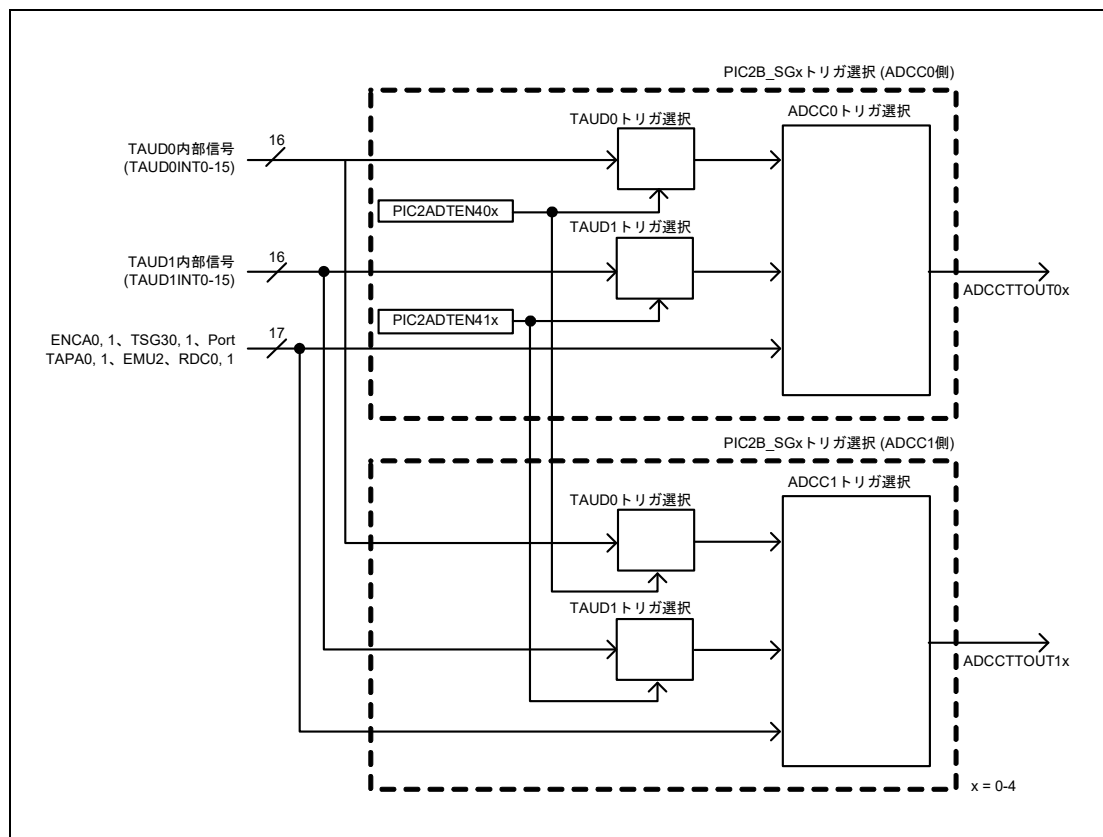 PIC2B_SGxトリガ選択 (ADCC0側)
TAUD0トリガ選択
ADCC0トリガ選択
16
TAUD0内部信号
(TAUD0INT0-15)
PIC2ADTEN40x
TAUD1トリガ選択
16
TAUD1内部信号
(TAUD1INT0-15)
ADCCTTOUT0x
PIC2ADTEN41x
17
ENCA0, 1、TSG30, 1、Port
TAPA0, 1、EMU2、RDC0, 1
PIC2B_SGxトリガ選択 (ADCC1側)
TAUD0トリガ選択
ADCC1トリガ選択
TAUD1トリガ選択
ADCCTTOUT1x
x = 0-4